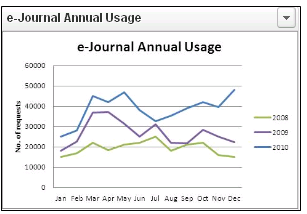 e-Journal Annual Usage
e-Journal Annual Usage
60000
50000
40000
30000
20000
10000
0
No. of requests
Jan Feb Mar Apr May Jun Jul Aug Sep Oct Nov Dec
2008
2009
2010